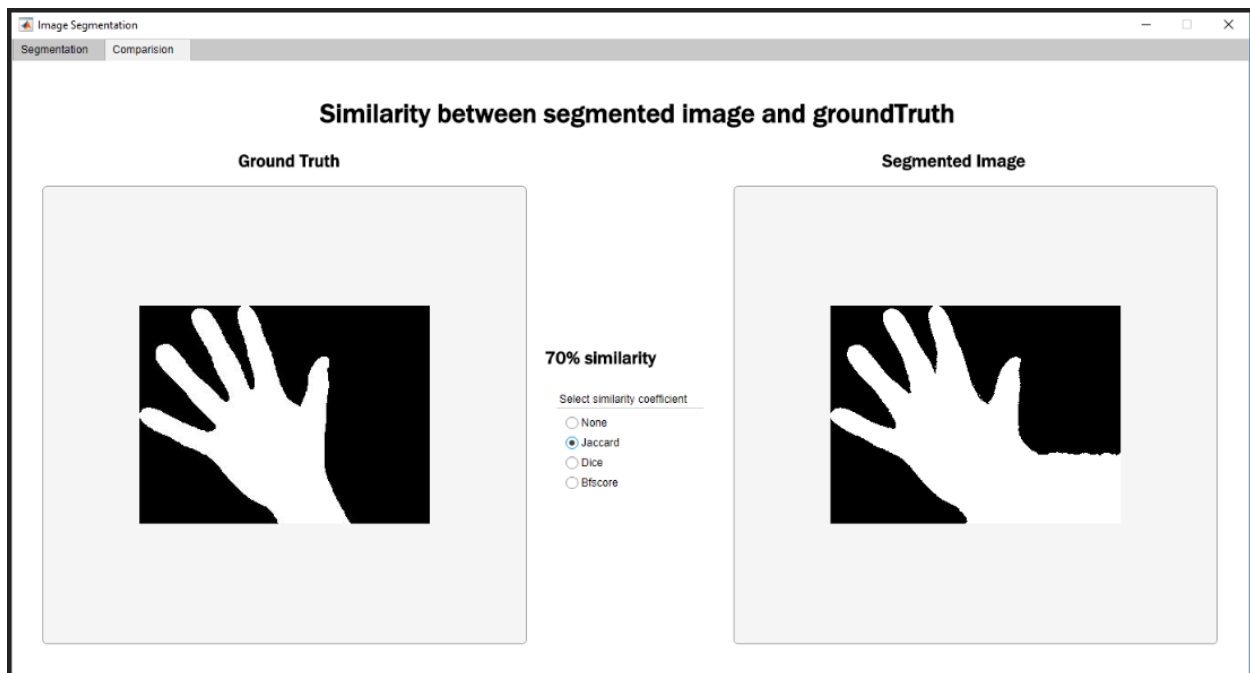 Image Segmentation
Segmentation Comparision
Similarity between segmented image and groundTruth
Ground Truth
Segmented Image
70% similarity
Select similarity coefficient
None
Jaccard
Dice
Bfscore